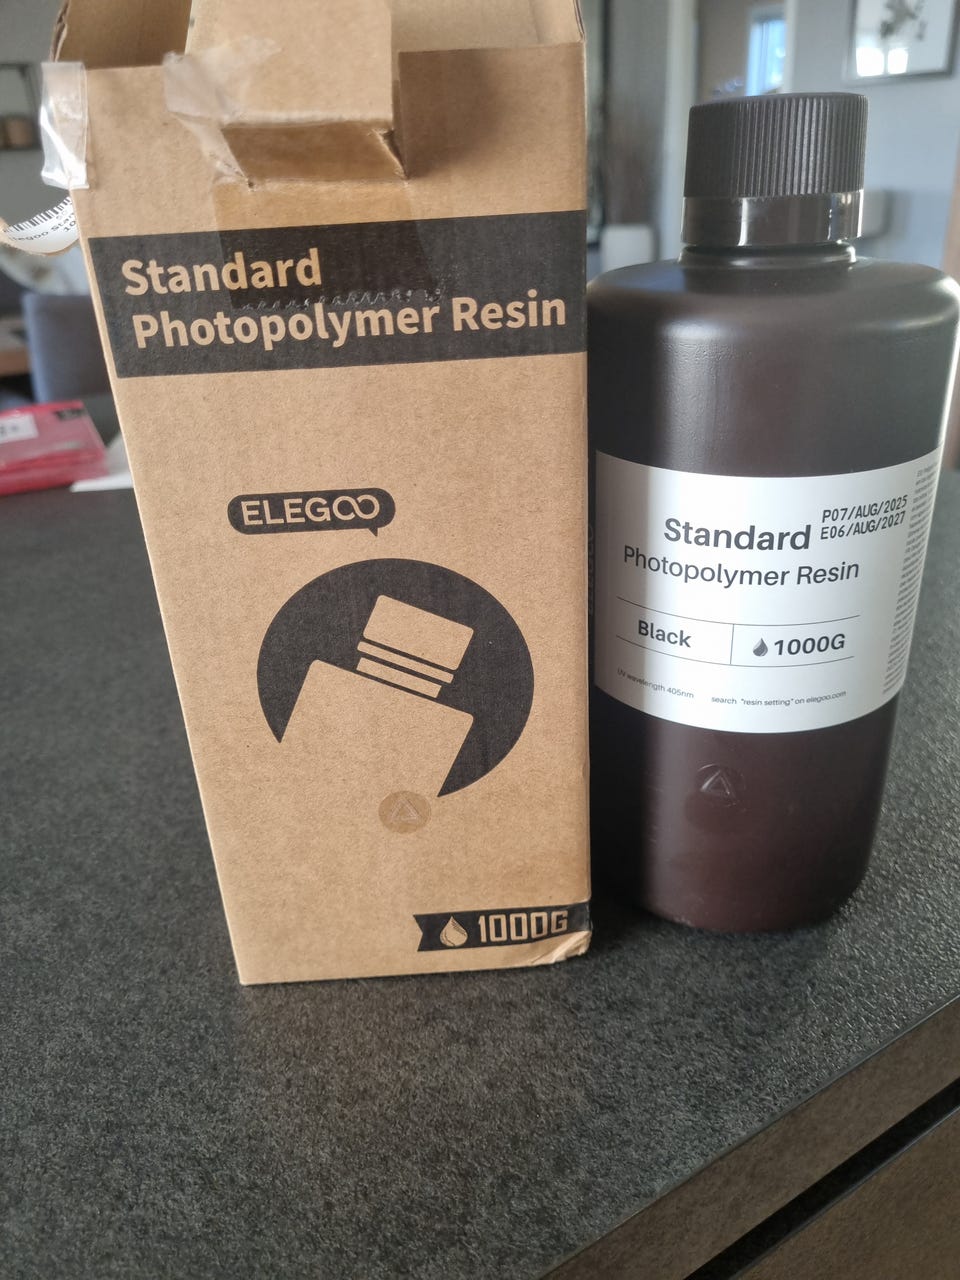 Standard
Photopolymer Resin
ELEGOO
1000G
Standard
P07/AUG/2025
E06/AUG/2027
Photopolymer Resin
Black
1000G
UV wavelength 405nm
search "resin setting" on elegoo.com